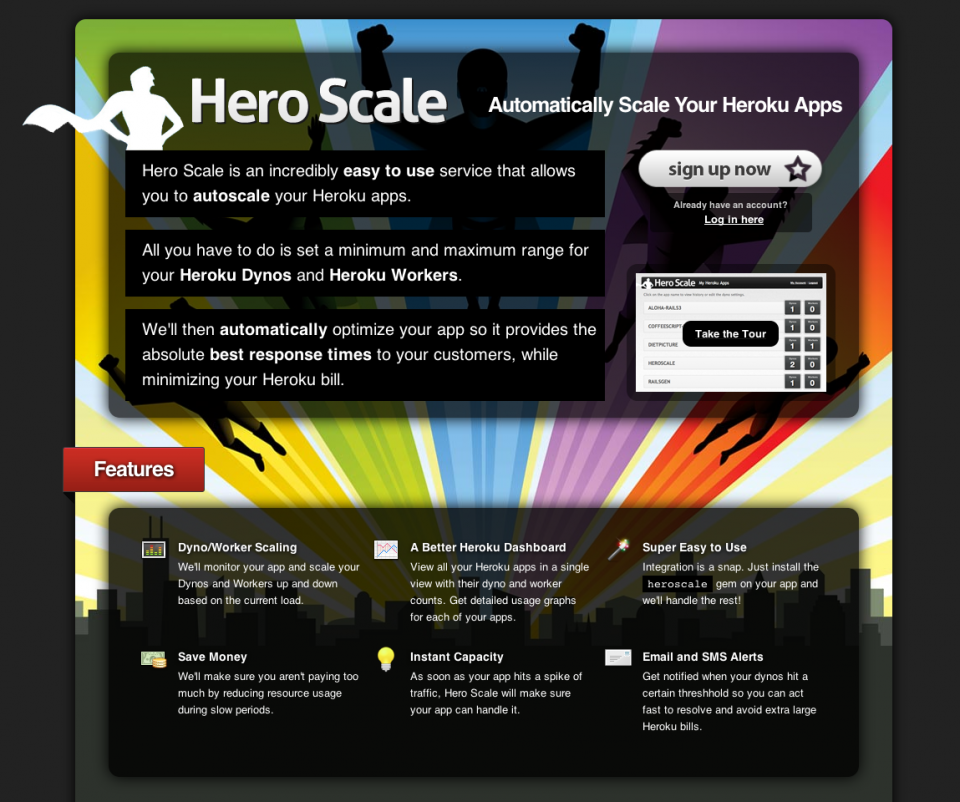 Hero Scale
Automatically Scale Your Heroku Apps
Hero Scale is an incredibly easy to use service that allows
you to autoscale your Heroku apps.
All you have to do is set a minimum and maximum range for
your Heroku Dynos and Heroku Workers.
We'll then automatically optimize your app so it provides the
absolute best response times to your customers, while
minimizing your Heroku bill.
sign up now
Already have an account?
Log in here
Hero Scale My Heroku Apps
ALOHA-RAILS3 1 0
COFFEESCRIPT 1 0
DIETPICTURE 1 1
HEROSCALE 2 0
RAILSGEN 1 0
Take the Tour
Features
Dyno/Worker Scaling
We'll monitor your app and scale your
Dynos and Workers up and down
based on the current load.
A Better Heroku Dashboard
View all your Heroku apps in a single
view with their dyno and worker
counts. Get detailed usage graphs
for each of your apps.
Super Easy to Use
Integration is a snap. Just install the
heroscale gem on your app and
we'll handle the rest!
Save Money
We'll make sure you aren't paying too
much by reducing resource usage
during slow periods.
Instant Capacity
As soon as your app hits a spike of
traffic, Hero Scale will make sure
your app can handle it.
Email and SMS Alerts
Get notified when your dynos hit a
certain threshhold so you can act
fast to resolve and avoid extra large
Heroku bills.